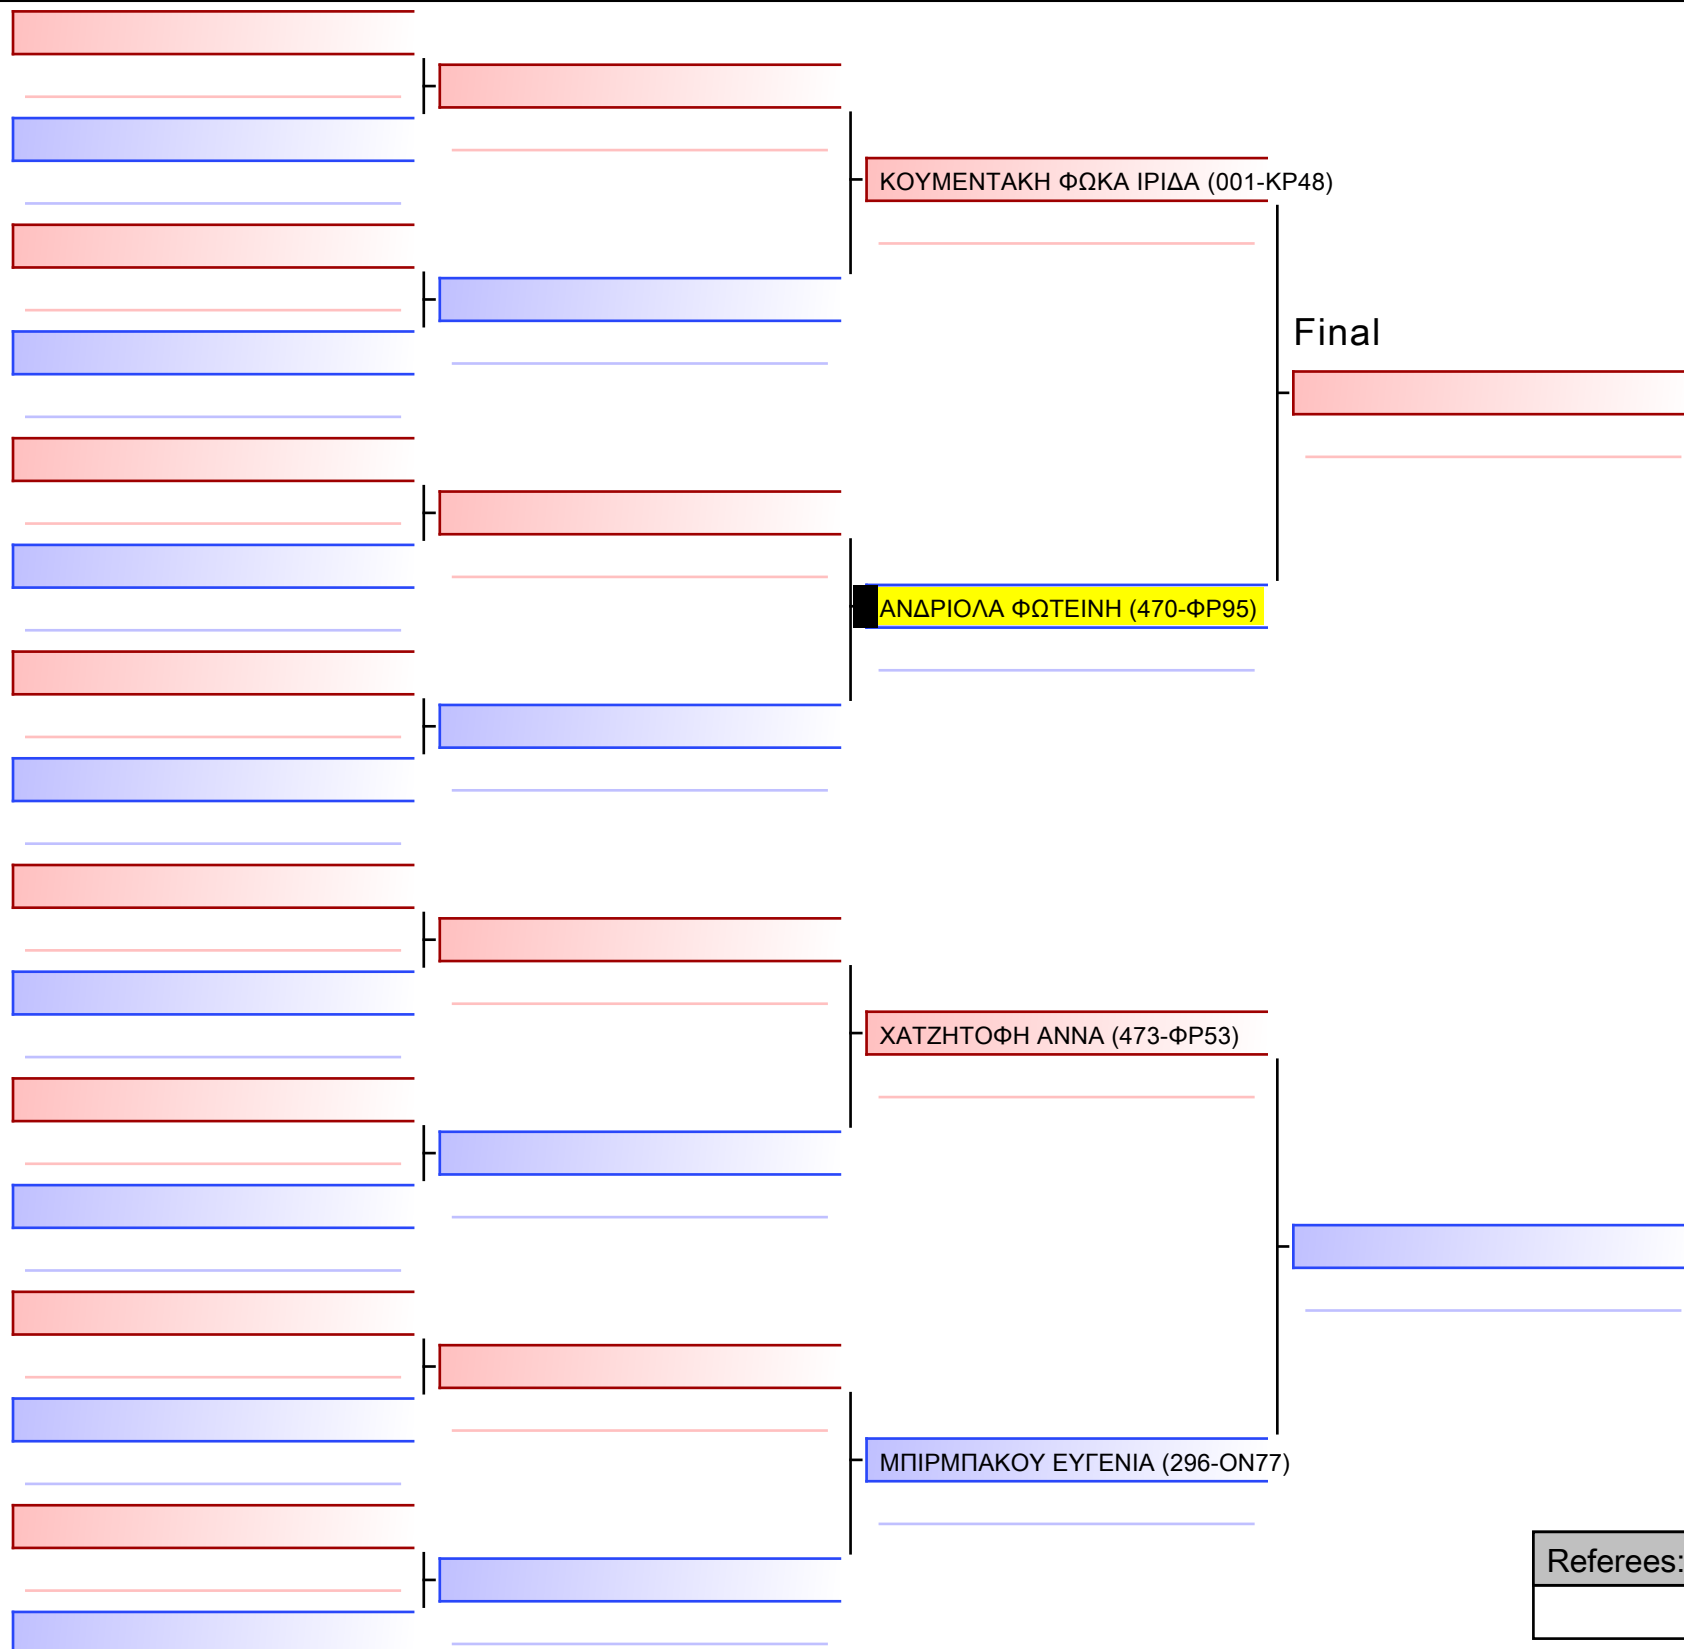 ΚΟΥΜΕΝΤΑΚΗ ΦΩΚΑ ΙΡΙΔΑ (001-ΚΡ48)
Final
ΑΝΔΡΙΟΛΑ ΦΩΤΕΙΝΗ (470-ΦΡ95)
ΧΑΤΖΗΤΟΦΗ ΑΝΝΑ (473-ΦΡ53)
ΜΠΙΡΜΠΑΚΟΥ ΕΥΓΕΝΙΑ (296-ΟΝ77)
Referees: